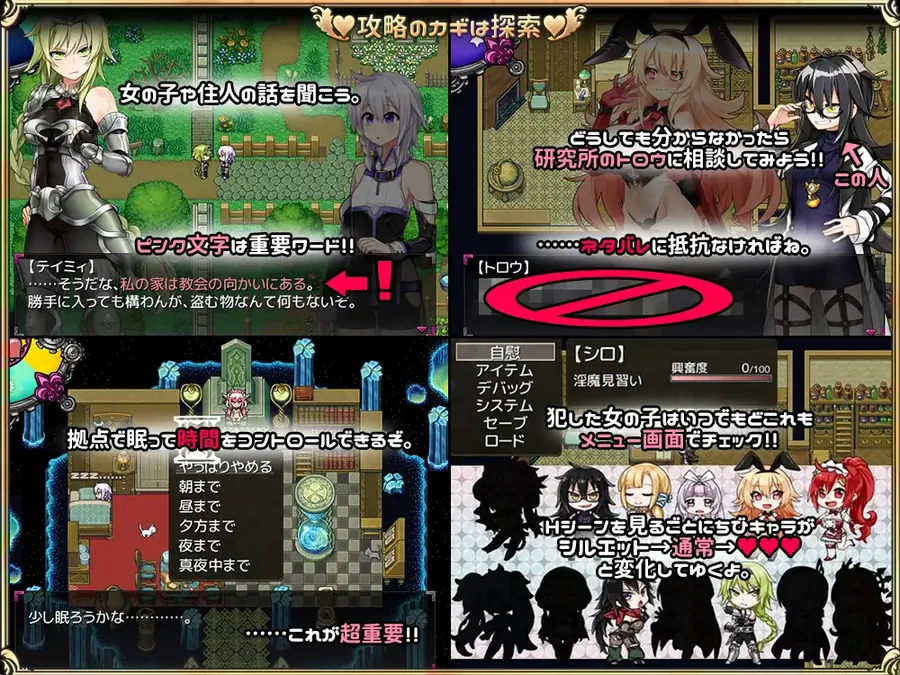 攻略のカギは探索
女の子や住人の話を聞こう。
ピンク文字は重要ワード!!
【テイミィ】
……そうだな、私の家は教会の向かいにある。
勝手に入っても構わんが、盗む物なんて何もないぞ。
!
どうしても分からなかったら
研究所のトロゥに相談してみよう!!
この人
……ネタバレに抵抗なければね。
【トロゥ】
拠点で眠って時間をコントロールできるぞ。
やっぱりやめる
朝まで
昼まで
夕方まで
夜まで
真夜中まで
少し眠ろうかな…………。
……これが超重要!!
自慰
アイテム
デバッグ
システム
セーブ
ロード
【シロ】
淫魔見習い
興奮度 0/100
犯した女の子はいつでもどこれも
メニュー画面でチェック!!
Hシーンを見るごとにちびキャラが
シルエット→通常→♥♥♥
と変化してゆくよ。